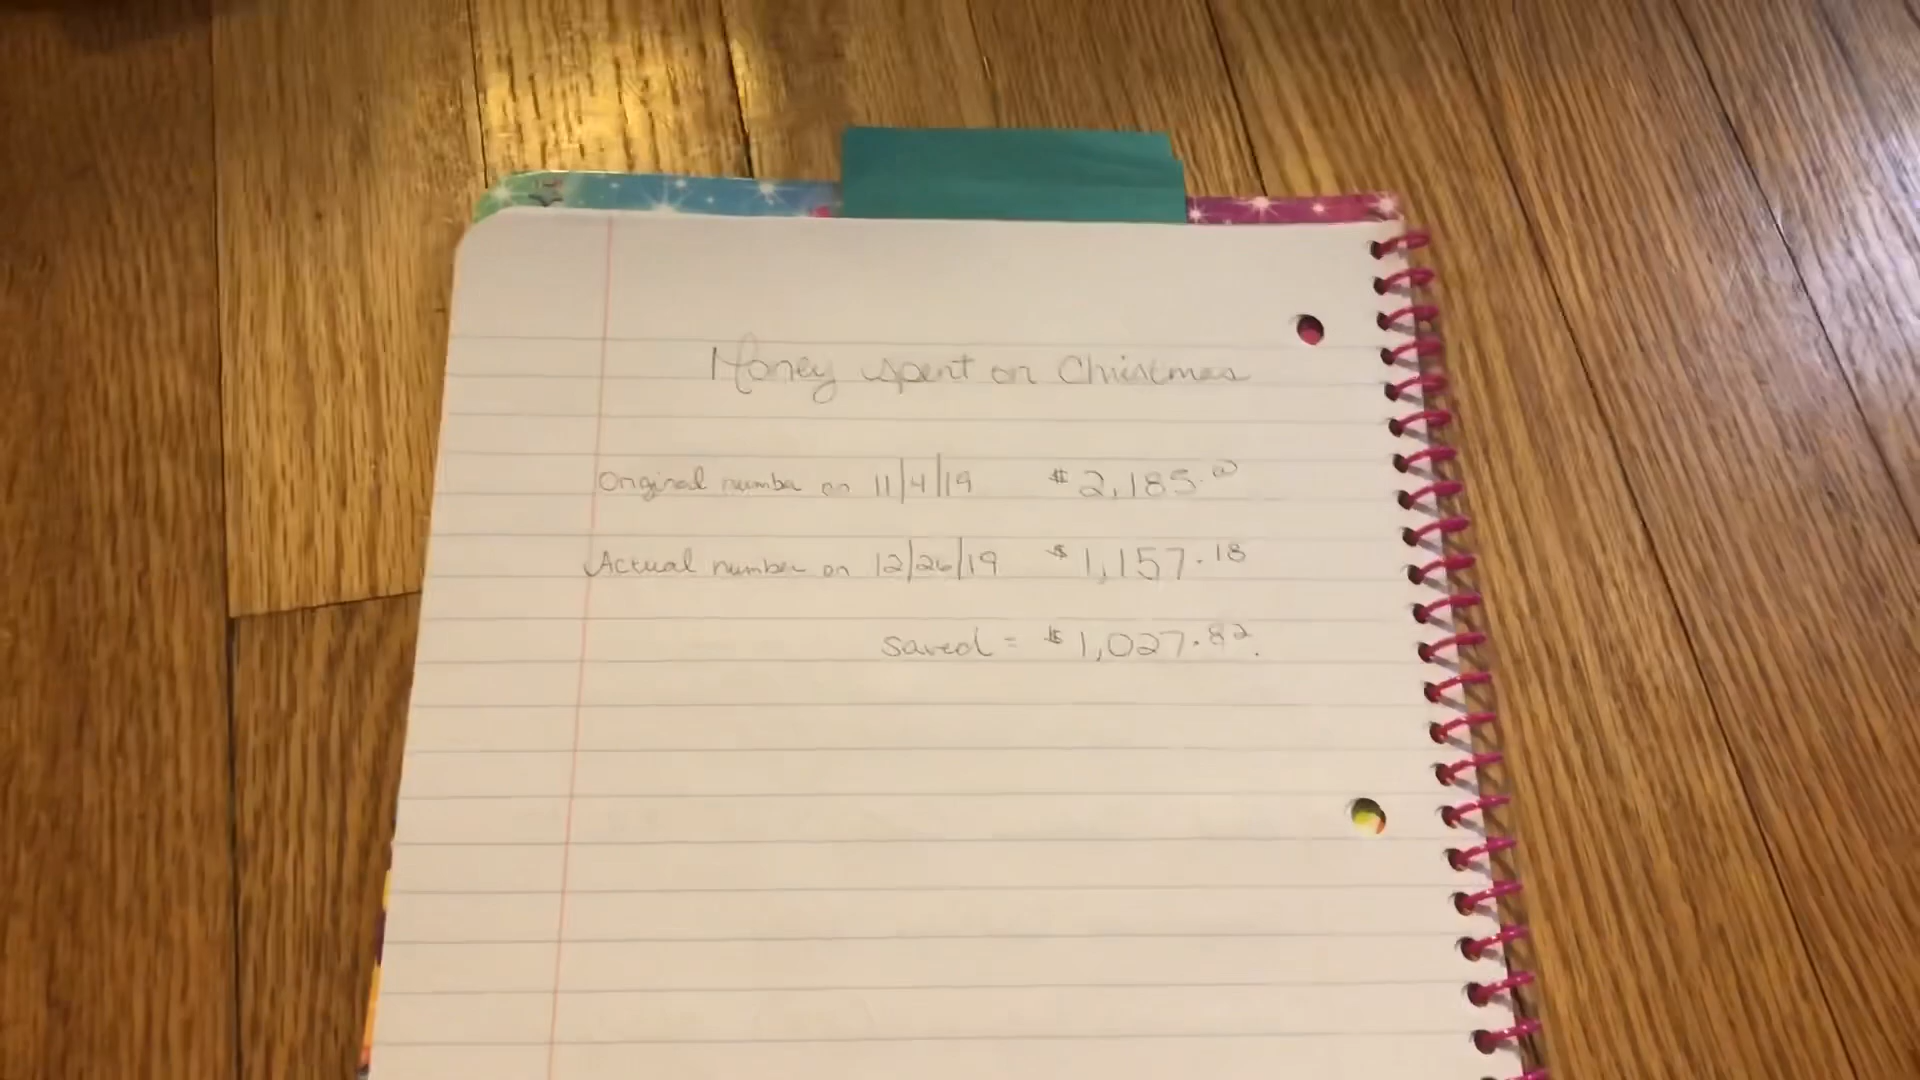 Money spent on Christmas
Original number on 11/4/19 $2,185.00
Actual number on 12/26/19 $1,157.18
saved = $1,027.82.